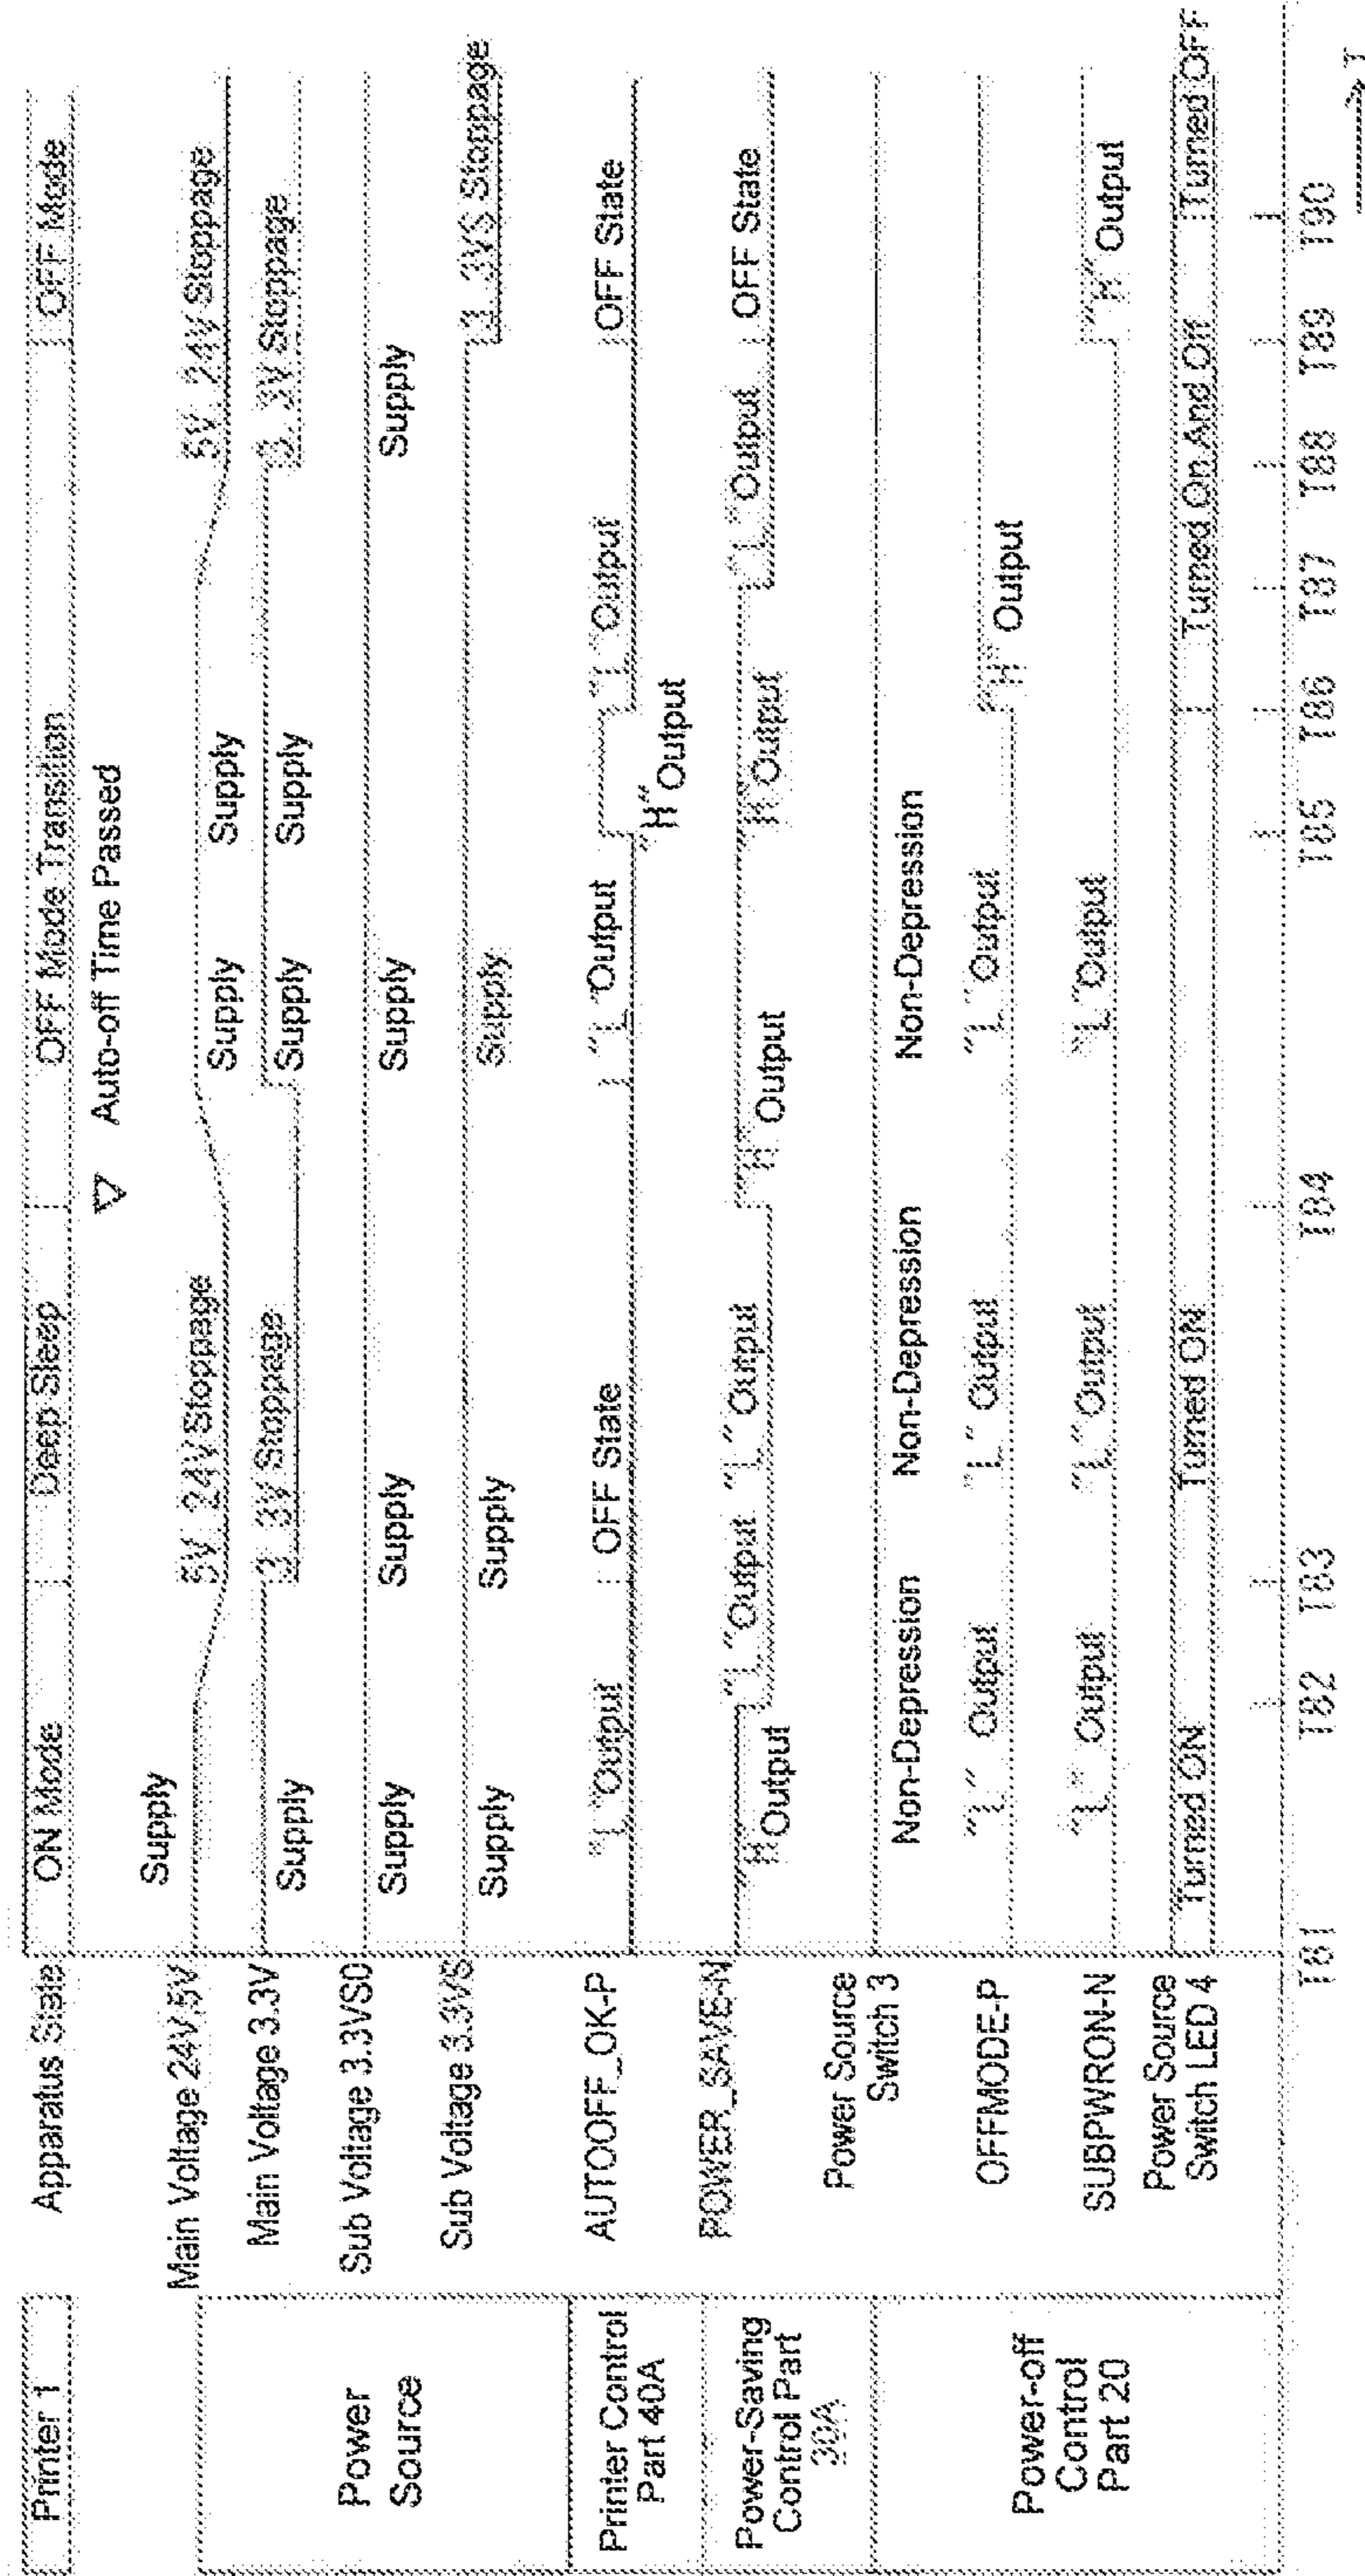 Printer 1 Apparatus State ON Mode Deep Sleep OFF Mode Transition OFF Mode
Auto-off Time Passed
Power
Source
Main Voltage 24V,5V Supply 5V 24V Stoppage Supply Supply 5V 24V Stoppage
Main Voltage 3.3V Supply 3.3V Stoppage Supply Supply 3.3V Stoppage
Sub Voltage 3.3VS0 Supply Supply Supply Supply
Sub Voltage 3.3VS Supply Supply Supply 3.3VS Stoppage
Printer Control
Part 40A
AUTOOFF_OK-P "L" Output OFF State "L" Output "H" Output "L" Output OFF State
Power-Saving
Control Part
30A
POWER_SAVE-N "H" Output "L" Output "L" Output "H" Output "H" Output "L" Output OFF State
Power-off
Control
Part 20
Power Source
Switch 3
Non-Depression Non-Depression Non-Depression Non-Depression
OFFMODE-P "L" Output "L" Output "L" Output "H" Output
SUBPWRON-N "L" Output "L" Output "L" Output "H" Output
Power Source
Switch LED 4
Turned ON Turned ON Turned On And Off Turned OFF
T81 T82 T83 T84 T85 T86 T87 T88 T89 T90
T